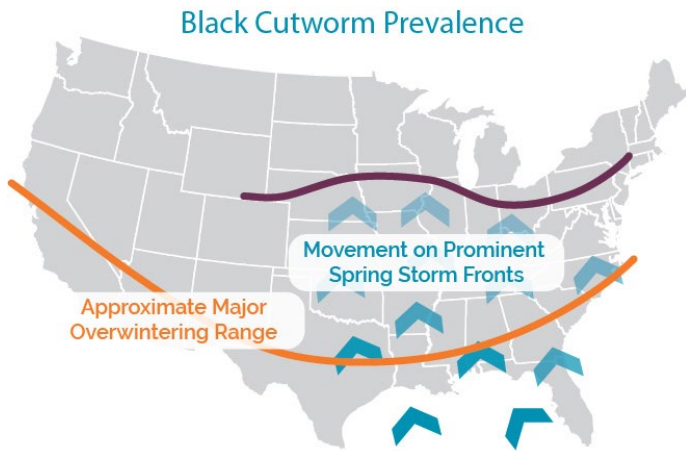 Black Cutworm Prevalence
Movement on Prominent
Spring Storm Fronts
Approximate Major
Overwintering Range